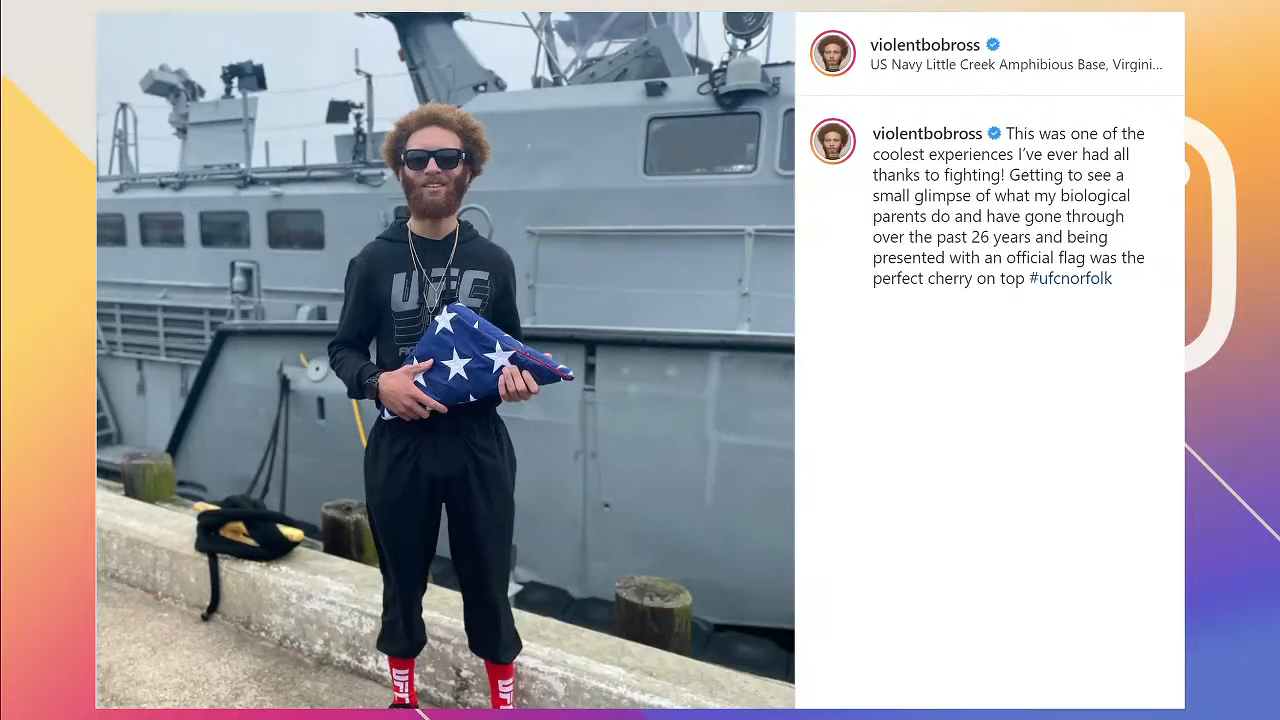 violentbobross
US Navy Little Creek Amphibious Base, Virgini...
violentbobross This was one of the
coolest experiences I've ever had all
thanks to fighting! Getting to see a
small glimpse of what my biological
parents do and have gone through
over the past 26 years and being
presented with an official flag was the
perfect cherry on top #ufcnorfolk
UFC
UFC
UFC